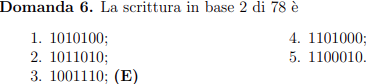 Domanda 6. La scrittura in base 2 di 78 è
1. 1010100;
2. 1011010;
3. 1001110; (E)
4. 1101000;
5. 1100010.